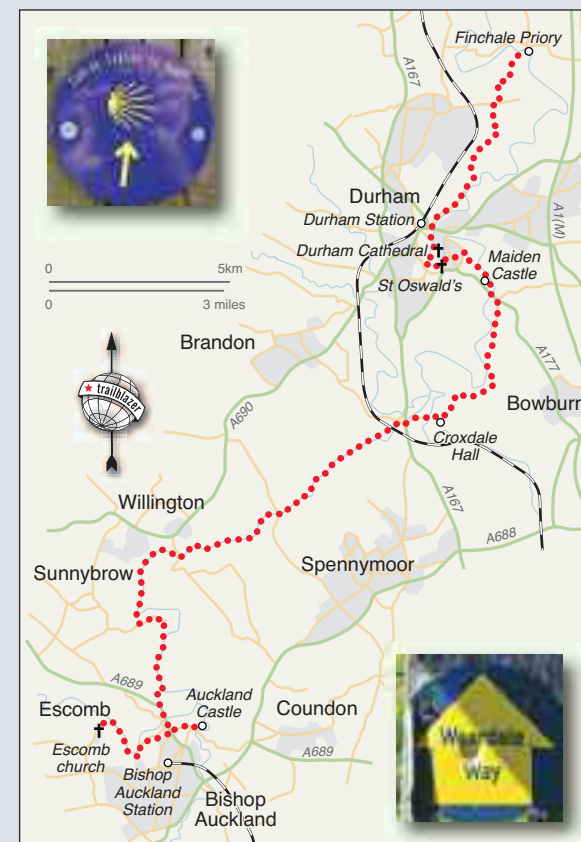 Finchale Priory
A167
Durham
Durham Station
A1(M)
Durham Cathedral
Maiden
Castle
St Oswald's
0 5km
0 3 miles
Brandon
trailblazer
A177
A690
Bowburn
Croxdale
Hall
Willington
A167
A688
Sunnybrow
Spennymoor
A689
Auckland
Castle
Escomb
Coundon
Escomb
church
A689
Bishop
Auckland
Station
Bishop
Auckland
Weardale
Way